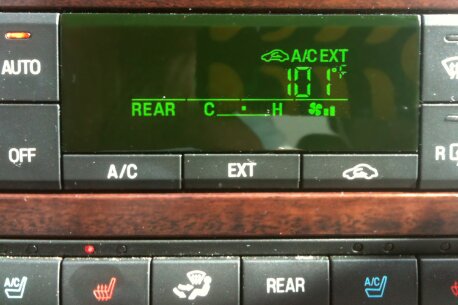 A/C EXT
AUTO
101°F
REAR C H
OFF
A/C EXT
R
A/C REAR A/C